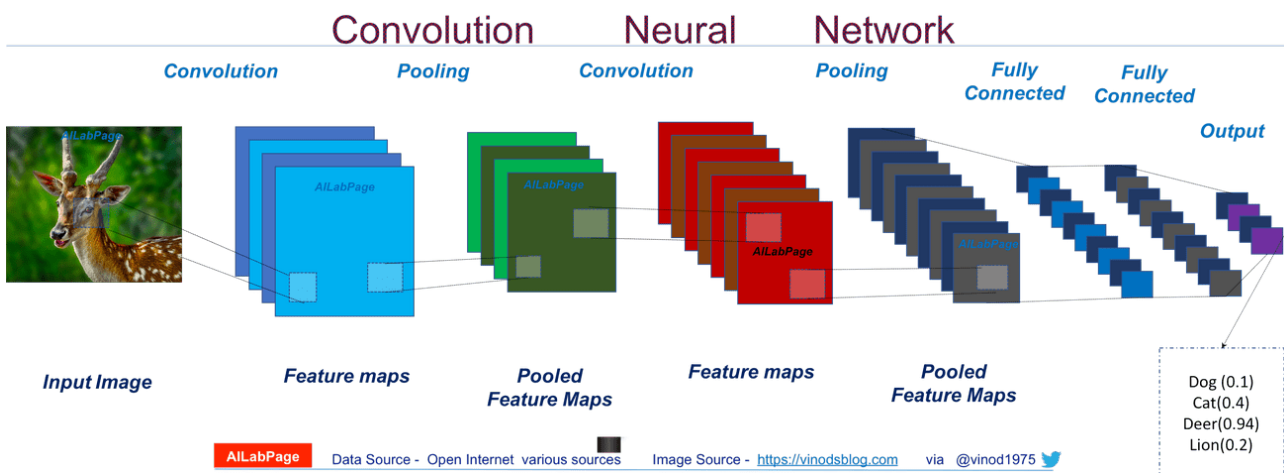 Convolution Neural Network
Convolution Pooling Convolution Pooling Fully Connected Fully Connected Output
AILabPage
AILabPage
AILabPage
AILabPage
AILabPage
Input Image Feature maps Pooled Feature Maps Feature maps Pooled Feature Maps
Dog (0.1)
Cat(0.4)
Deer(0.94)
Lion(0.2)
AILabPage Data Source - Open Internet various sources Image Source - https://vinodsblog.com via @vinod1975